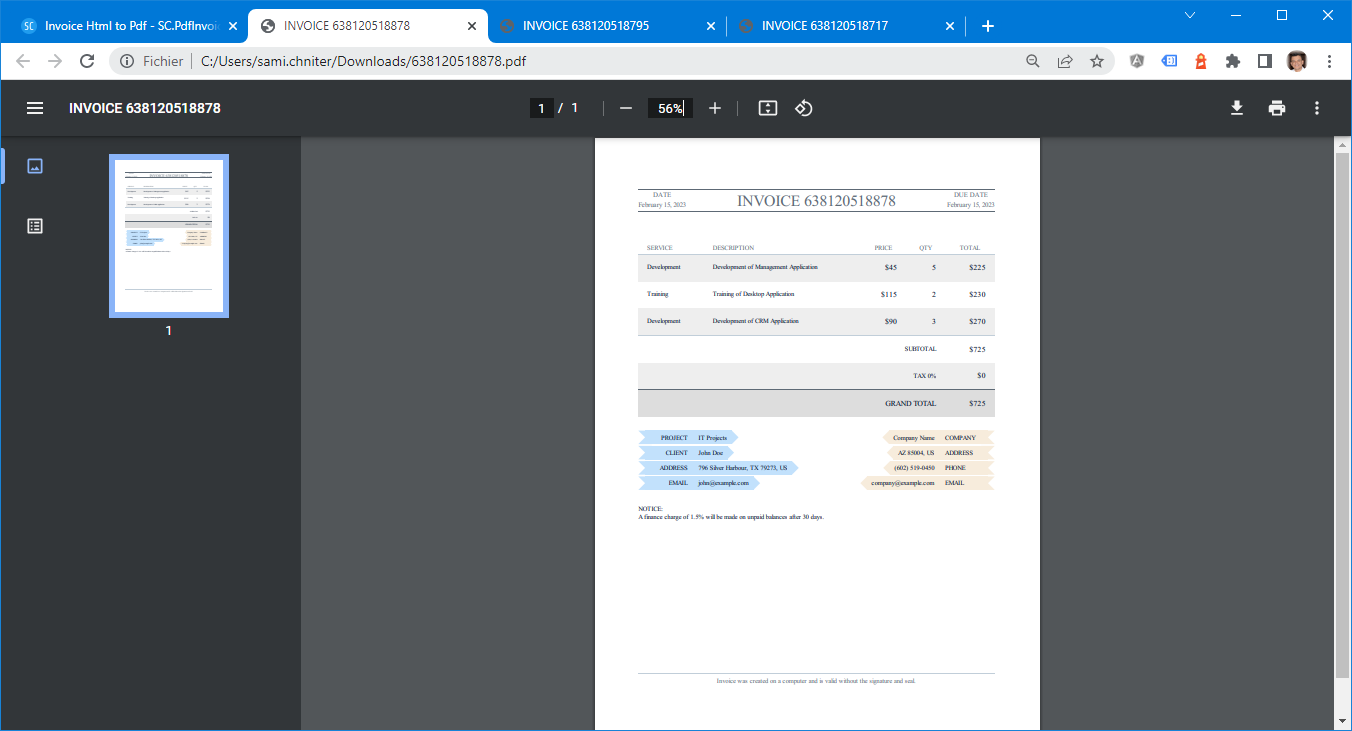 SC Invoice Html to Pdf - SC.PdfInvoi
INVOICE 638120518878
INVOICE 638120518795
INVOICE 638120518717
Fichier C:/Users/sami.chniter/Downloads/638120518878.pdf
INVOICE 638120518878
1 / 1
56%
1
DATE
February 15, 2023
INVOICE 638120518878
DUE DATE
February 15, 2023
SERVICE DESCRIPTION PRICE QTY TOTAL
Development Development of Management Application $45 5 $225
Training Training of Desktop Application $115 2 $230
Development Development of CRM Application $90 3 $270
SUBTOTAL $725
TAX 0% $0
GRAND TOTAL $725
PROJECT IT Projects
CLIENT John Doe
ADDRESS 796 Silver Harbour, TX 79273, US
EMAIL john@example.com
Company Name COMPANY
AZ 85004, US ADDRESS
(602) 519-0450 PHONE
company@example.com EMAIL
NOTICE:
A finance charge of 1.5% will be made on unpaid balances after 30 days.
Invoice was created on a computer and is valid without the signature and seal.